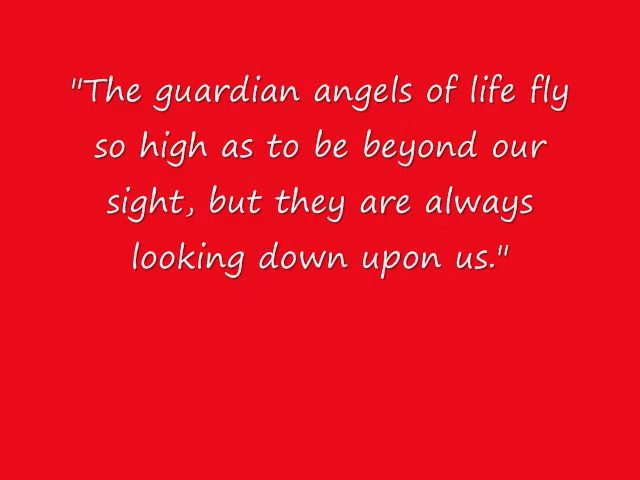 "The guardian angels of life fly
so high as to be beyond our
sight, but they are always
looking down upon us."